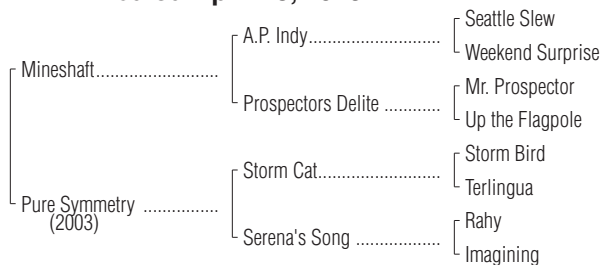 Seattle Slew
A.P. Indy
Weekend Surprise
Mineshaft
Mr. Prospector
Prospectors Delite
Up the Flagpole
Storm Bird
Storm Cat
Terlingua
Pure Symmetry
(2003)
Rahy
Serena's Song
Imagining